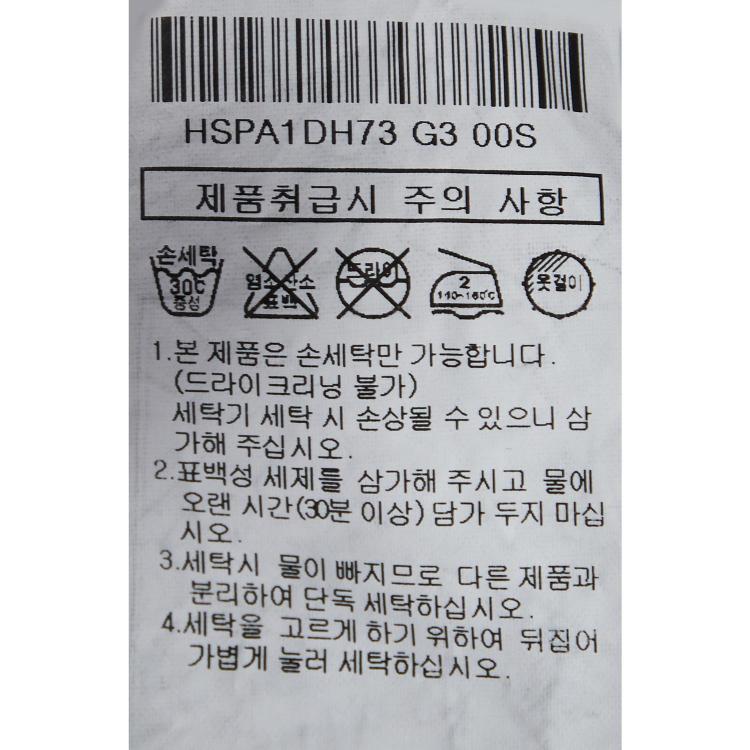 HSPA1DH73 G3 00S
제품취급시 주의 사항
손세탁 30℃ 중성
염소산소 표백
드라이
2 110-160℃
옷걸이
1.본 제품은 손세탁만 가능합니다.
(드라이크리닝 불가)
세탁기 세탁 시 손상될 수 있으니 삼
가해 주십시오.
2.표백성 세제를 삼가해 주시고 물에
오랜 시간(30분 이상) 담가 두지 마십
시오.
3.세탁시 물이 빠지므로 다른 제품과
분리하여 단독 세탁하십시오.
4.세탁을 고르게 하기 위하여 뒤집어
가볍게 눌러 세탁하십시오.